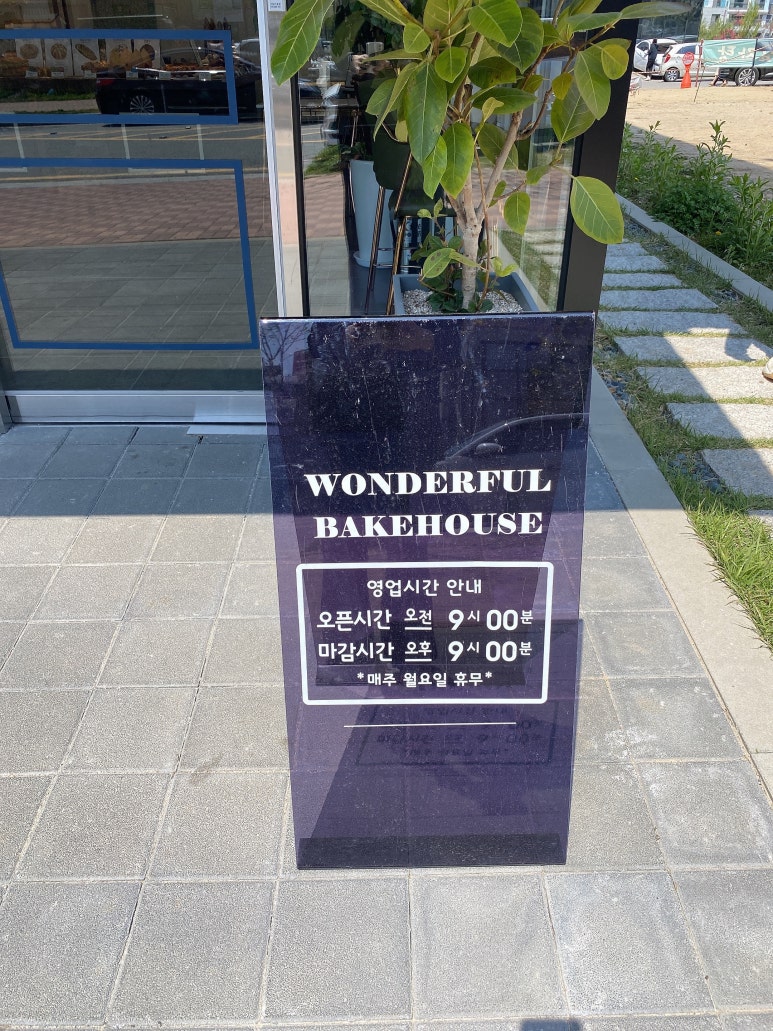 WONDERFUL
BAKEHOUSE
영업시간 안내
오픈시간 오전 9시 00분
마감시간 오후 9시 00분
*매주 월요일 휴무*